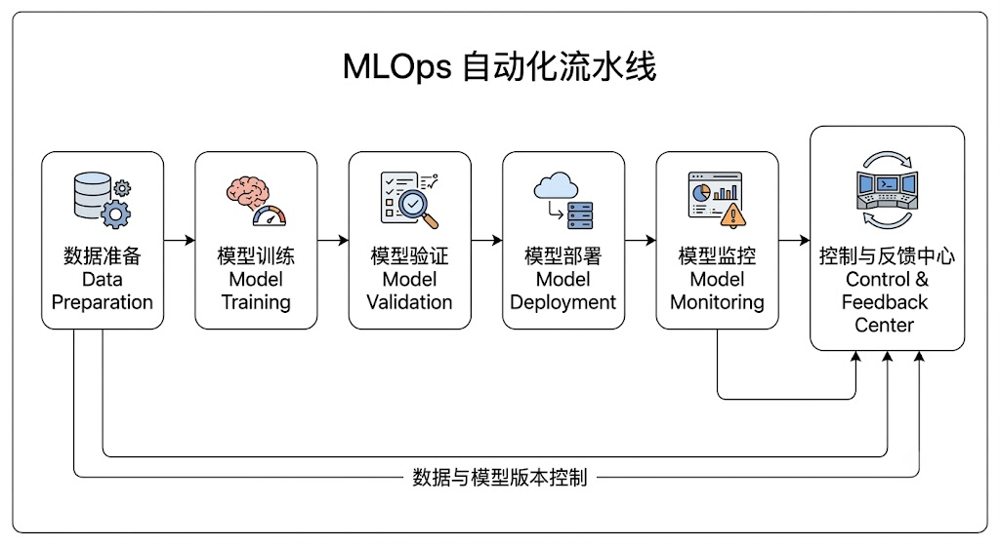 MLOps 自动化流水线
数据准备
Data
Preparation
模型训练
Model
Training
模型验证
Model
Validation
模型部署
Model
Deployment
模型监控
Model
Monitoring
控制与反馈中心
Control &
Feedback
Center
数据与模型版本控制